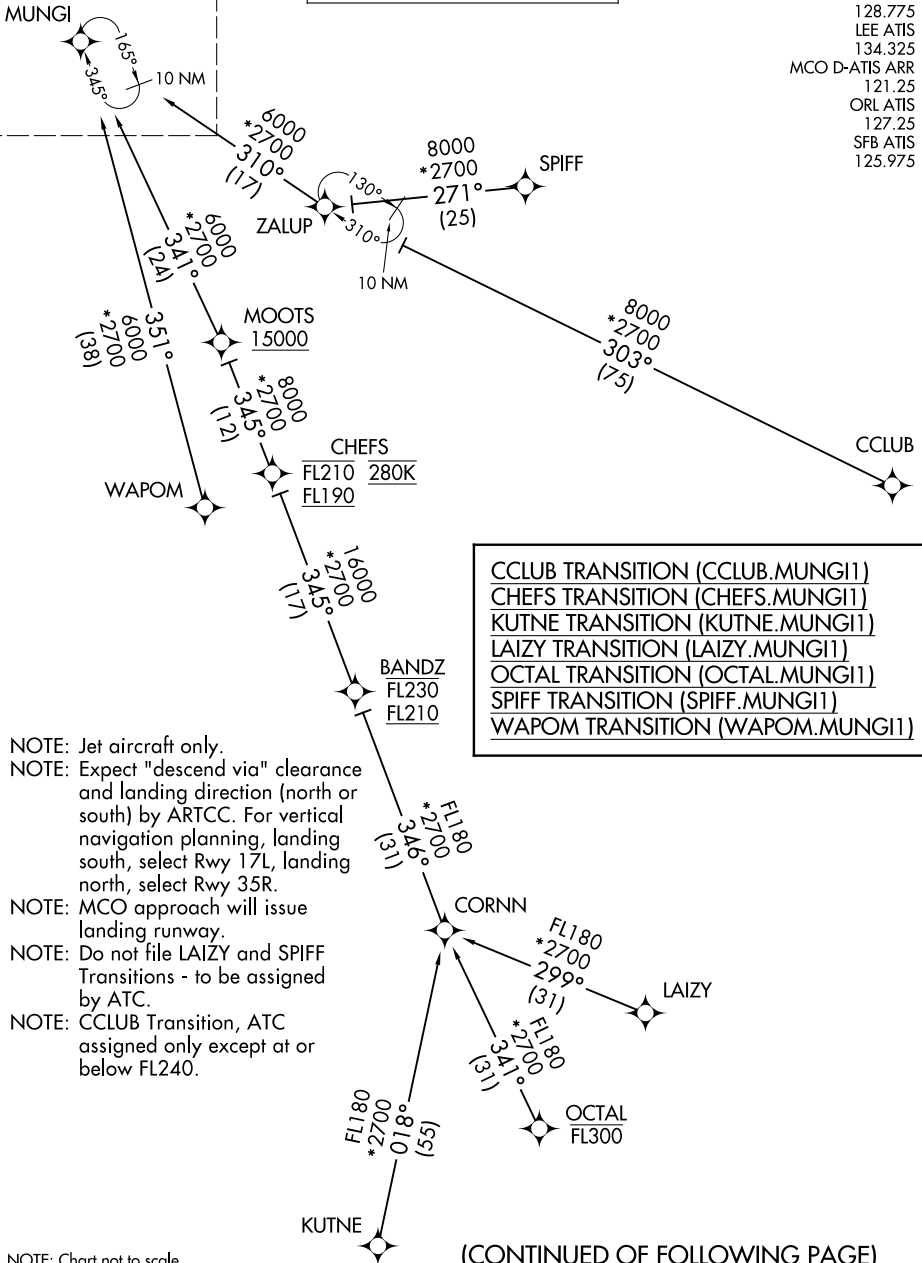 MUNGI
165°
345°
10 NM
128.775
LEE ATIS
134.325
MCO D-ATIS ARR
121.25
ORL ATIS
127.25
SFB ATIS
125.975
6000
*2700
310°
(17)
8000
*2700
271°
(25)
SPIFF
ZALUP
130°
310°
10 NM
6000
*2700
341°
(24)
6000
*2700
351°
(38)
MOOTS
15000
8000
*2700
303°
(75)
CCLUB
8000
*2700
345°
(12)
CHEFS
FL210 280K
FL190
WAPOM
16000
*2700
345°
(17)
CCLUB TRANSITION (CCLUB.MUNGI1)
CHEFS TRANSITION (CHEFS.MUNGI1)
KUTNE TRANSITION (KUTNE.MUNGI1)
LAIZY TRANSITION (LAIZY.MUNGI1)
OCTAL TRANSITION (OCTAL.MUNGI1)
SPIFF TRANSITION (SPIFF.MUNGI1)
WAPOM TRANSITION (WAPOM.MUNGI1)
BANDZ
FL230
FL210
NOTE: Jet aircraft only.
NOTE: Expect "descend via" clearance
and landing direction (north or
south) by ARTCC. For vertical
navigation planning, landing
south, select Rwy 17L, landing
north, select Rwy 35R.
NOTE: MCO approach will issue
landing runway.
NOTE: Do not file LAIZY and SPIFF
Transitions - to be assigned
by ATC.
NOTE: CCLUB Transition, ATC
assigned only except at or
below FL240.
FL180
*2700
346°
(31)
CORNN
FL180
*2700
299°
(31)
LAIZY
FL180
*2700
341°
(31)
OCTAL
FL300
FL180
*2700
018°
(55)
KUTNE
NOTE: Chart not to scale
(CONTINUED OF FOLLOWING PAGE)